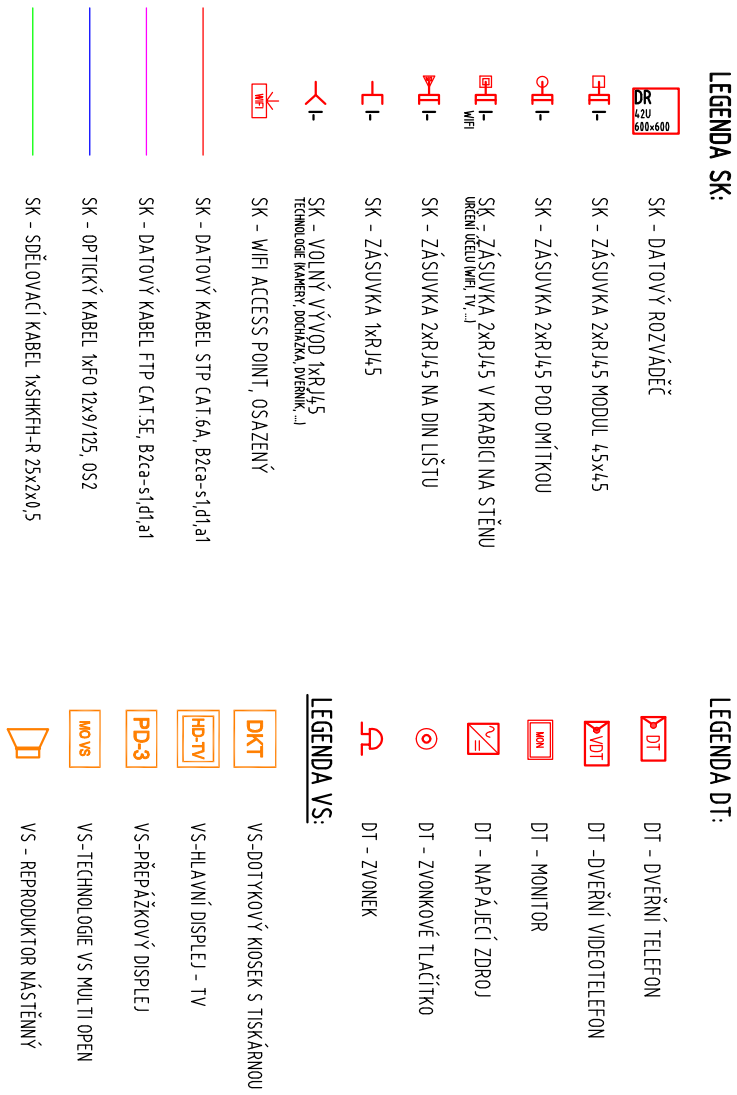 LEGENDA SK:
DR
42U
600x600
SK - DATOVÝ ROZVÁDĚČ
I-
SK - ZÁSUVKA 2xRJ45 MODUL 45x45
I-
SK - ZÁSUVKA 2xRJ45 POD OMÍTKOU
I-
WIFI
SK - ZÁSUVKA 2xRJ45 V KRABICI NA STĚNU
URČENÍ ÚČELU (WIFI, TV, ...)
I-
SK - ZÁSUVKA 2xRJ45 NA DIN LIŠTU
I-
SK - ZÁSUVKA 1xRJ45
I-
SK - VOLNÝ VÝVOD 1xRJ45
TECHNOLOGIE (KAMERY, DOCHÁZKA, DVERNÍK, ...)
WIFI
SK - WIFI ACCESS POINT, OSAZENÝ
SK - DATOVÝ KABEL STP CAT.6A, B2ca-s1,d1,a1
SK - DATOVÝ KABEL FTP CAT.5E, B2ca-s1,d1,a1
SK - OPTICKÝ KABEL 1xFO 12x9/125, OS2
SK - SDĚLOVACÍ KABEL 1xSHKFH-R 25x2x0,5
LEGENDA DT:
DT
DT - DVEŘNÍ TELEFON
VDT
DT -DVEŘNÍ VIDEOTELEFON
MON
DT - MONITOR
DT - NAPÁJECÍ ZDROJ
DT - ZVONKOVÉ TLAČÍTKO
DT - ZVONEK
LEGENDA VS:
DKT
VS-DOTYKOVÝ KIOSEK S TISKÁRNOU
HD-TV
VS-HLAVNÍ DISPLEJ - TV
PD-3
VS-PŘEPÁŽKOVÝ DISPLEJ
MO VS
VS-TECHNOLOGIE VS MULTI OPEN
VS - REPRODUKTOR NÁSTĚNNÝ